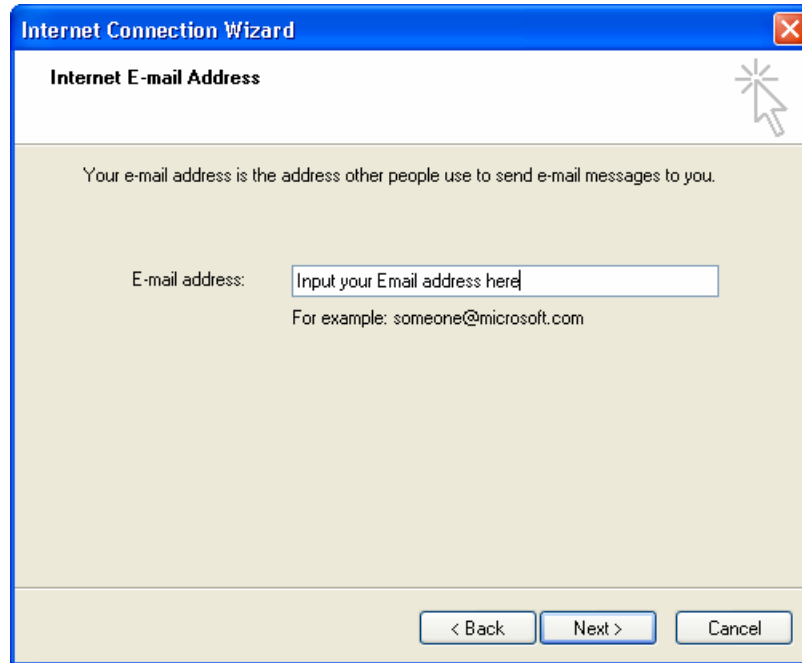 Internet Connection Wizard
Internet E-mail Address
Your e-mail address is the address other people use to send e-mail messages to you.
E-mail address: Input your Email address here
For example: someone@microsoft.com
< Back Next > Cancel